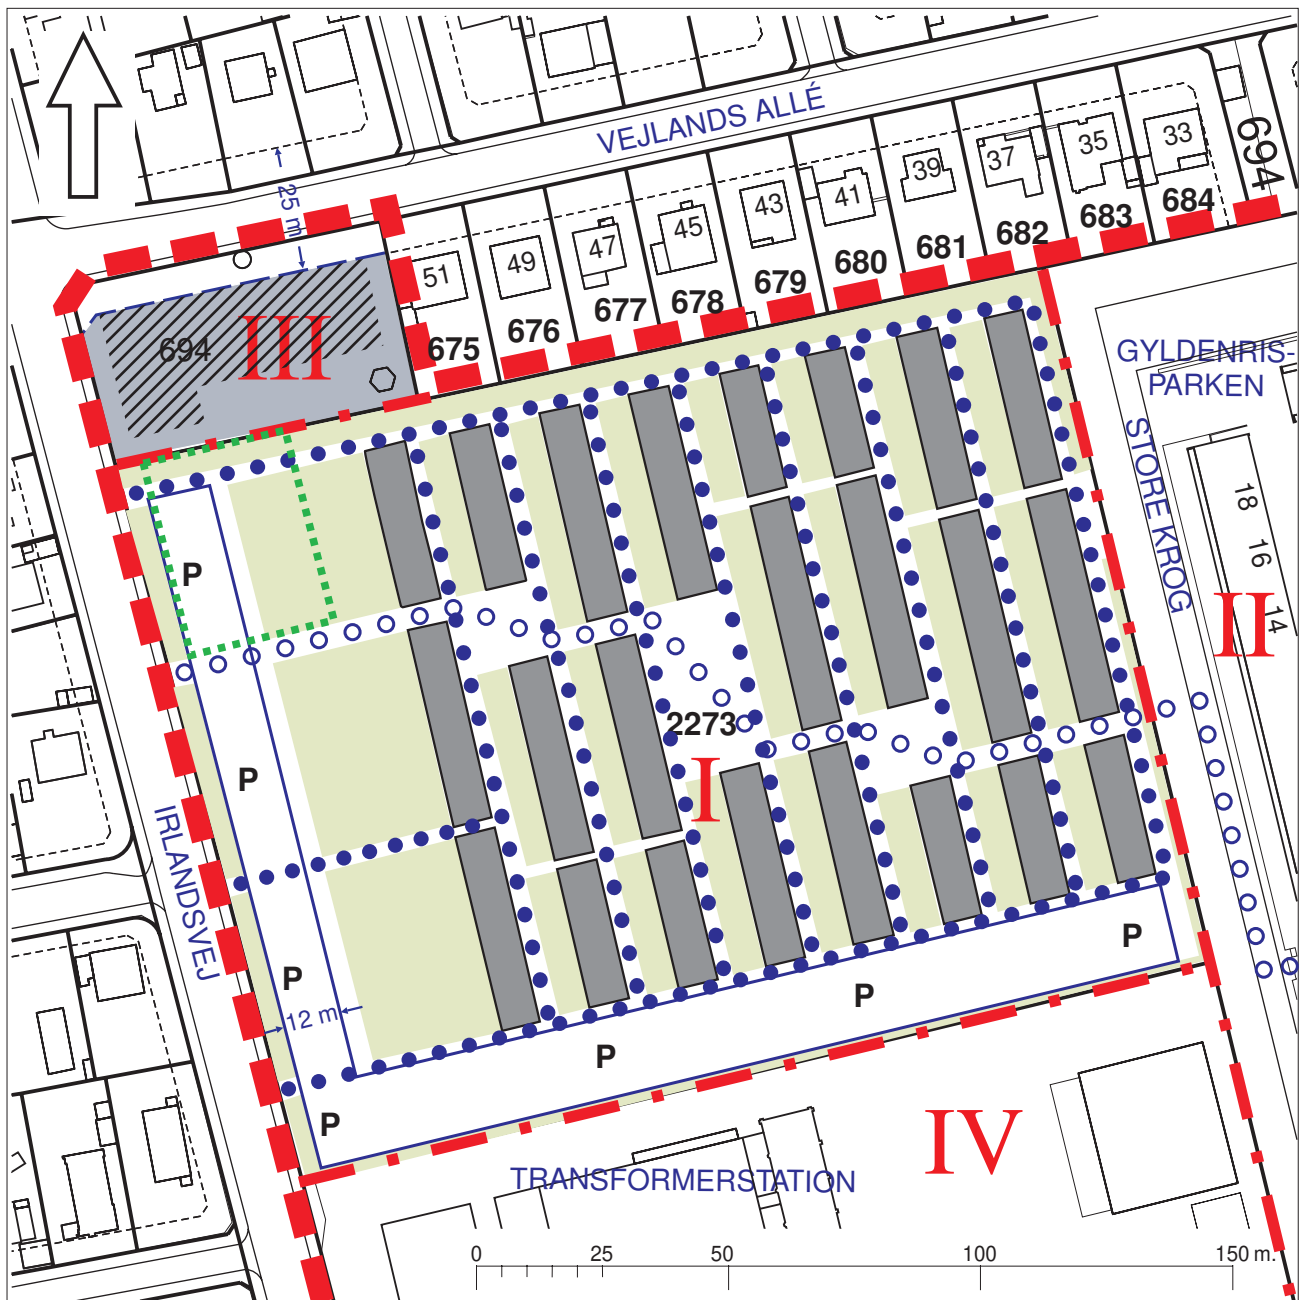 VEJLANDS ALLÉ
25 m
33
35
37
39
41
43
45
47
49
51
694
684
683
682
681
680
679
678
677
676
675
694
III
GYLDENRIS-
PARKEN
STORE KROG
18
16
14
II
P
2273
I
P
IRLANDSVEJ
P
12 m
P
P
P
P
IV
TRANSFORMERSTATION
0 25 50 100 150 m.